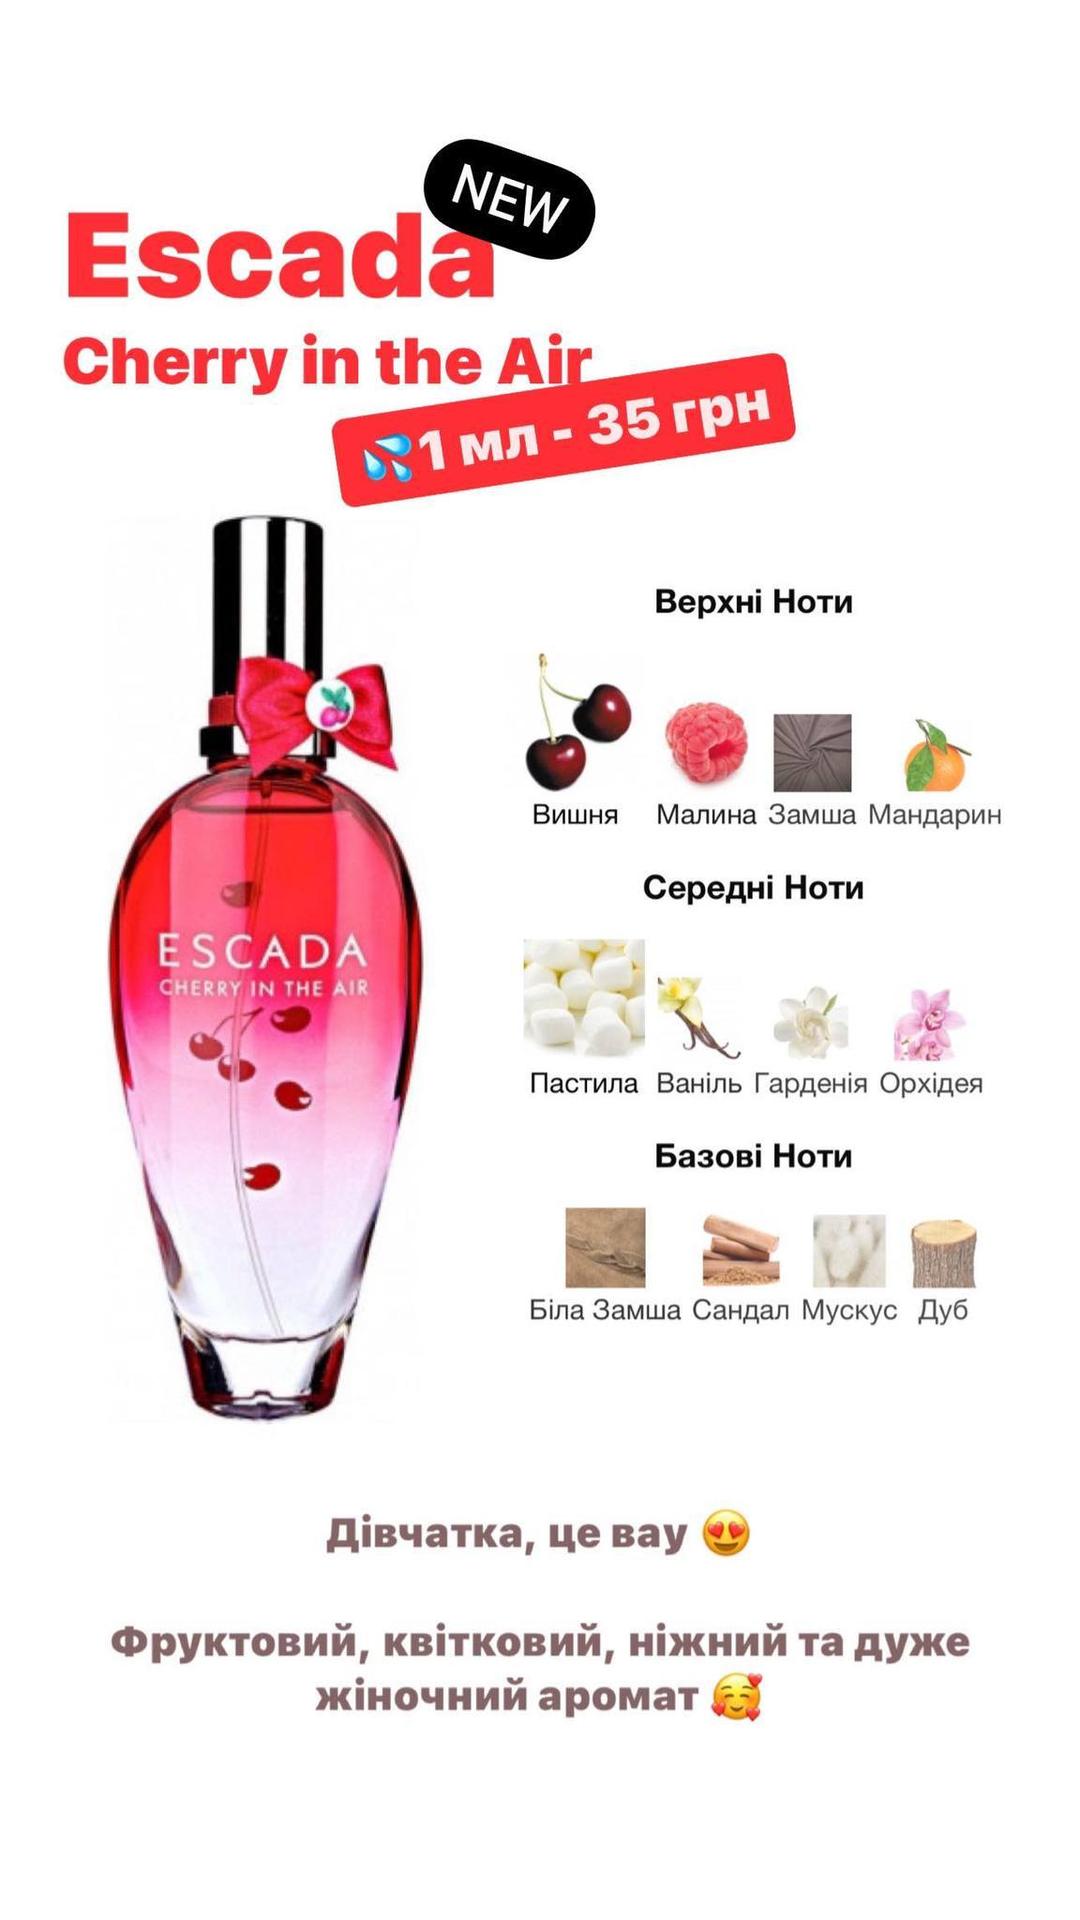 NEW
Escada
Cherry in the Air
💦1 мл - 35 грн
ESCADA
CHERRY IN THE AIR
Верхні Ноти
Вишня Малина Замша Мандарин
Середні Ноти
Пастила Ваніль Гарденія Орхідея
Базові Ноти
Біла Замша Сандал Мускус Дуб
Дівчатка, це вау 😍
Фруктовий, квітковий, ніжний та дуже
жіночний аромат 🥰